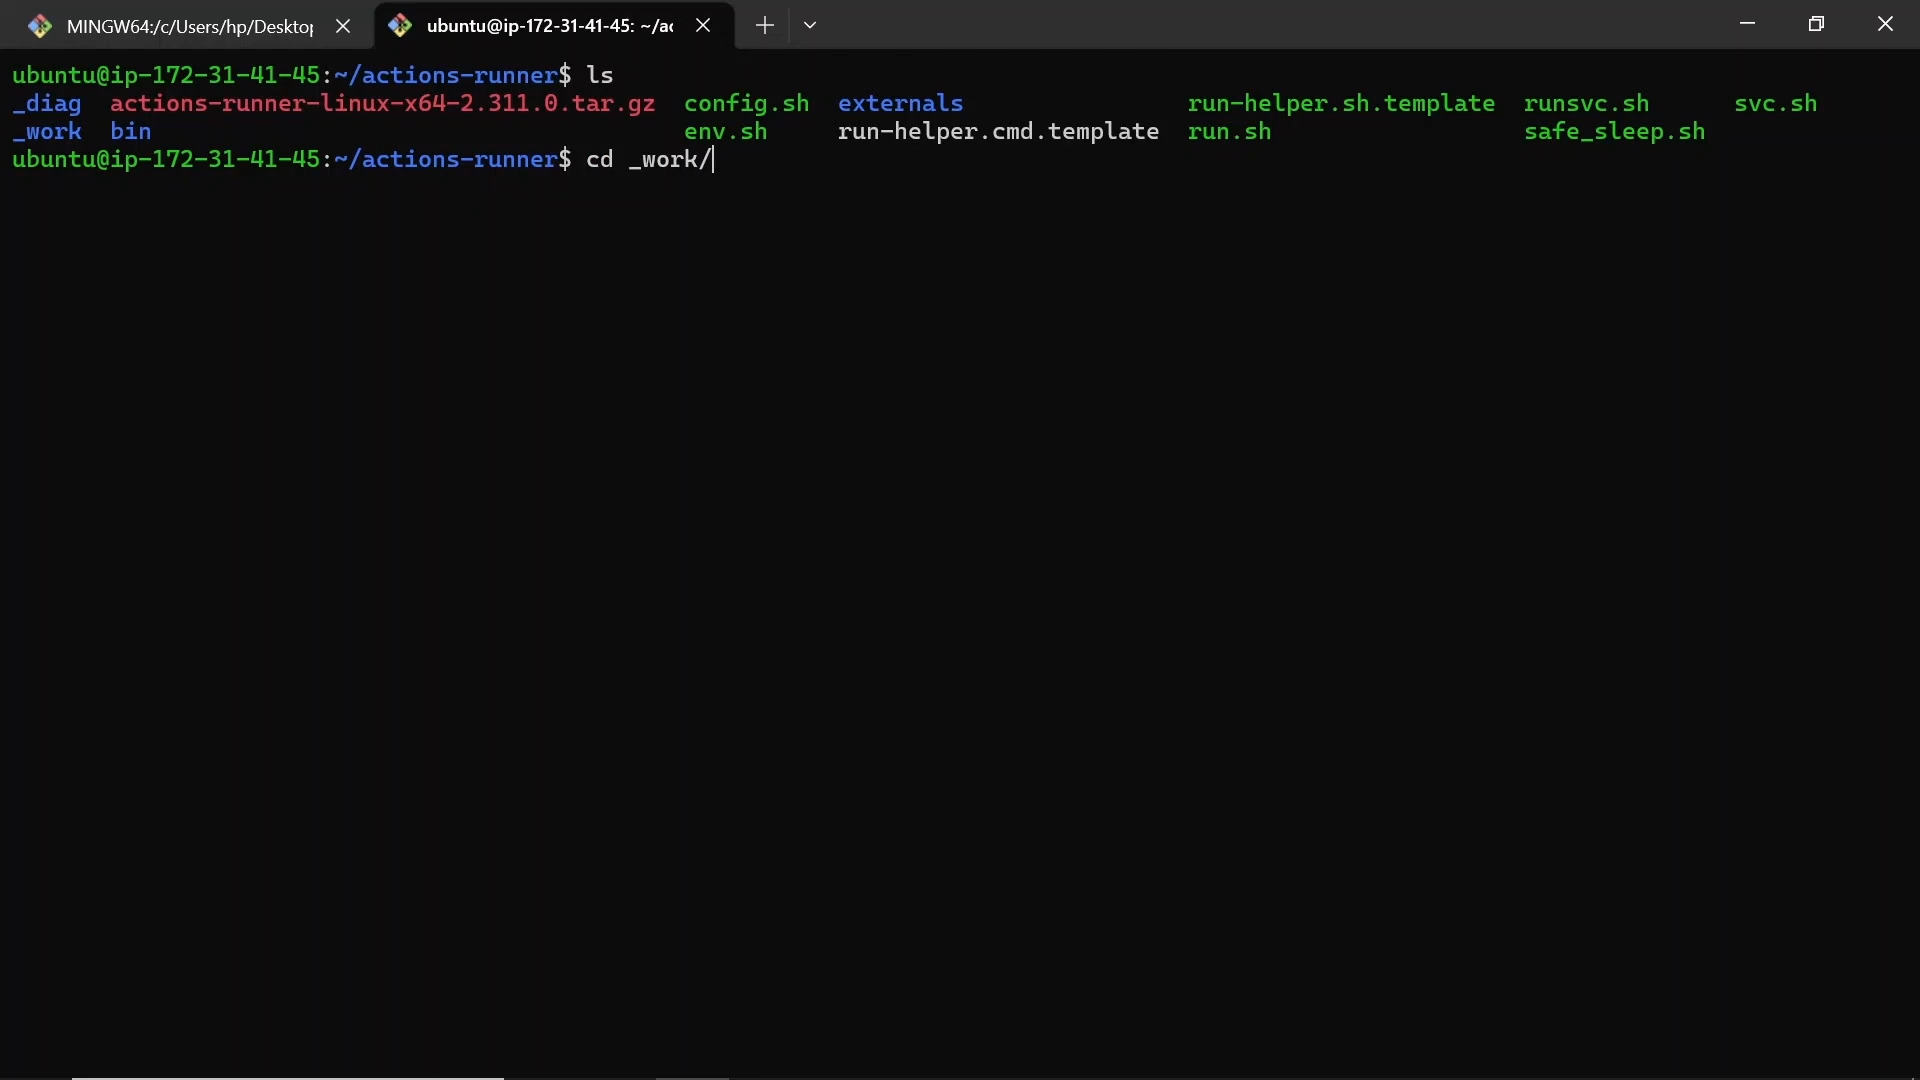 MINGW64:/c/Users/hp/Desktop ubuntu@ip-172-31-41-45: ~/ac
ubuntu@ip-172-31-41-45:~/actions-runner$ ls
_diag actions-runner-linux-x64-2.311.0.tar.gz config.sh externals run-helper.sh.template runsvc.sh svc.sh
_work bin env.sh run-helper.cmd.template run.sh safe_sleep.sh
ubuntu@ip-172-31-41-45:~/actions-runner$ cd _work/